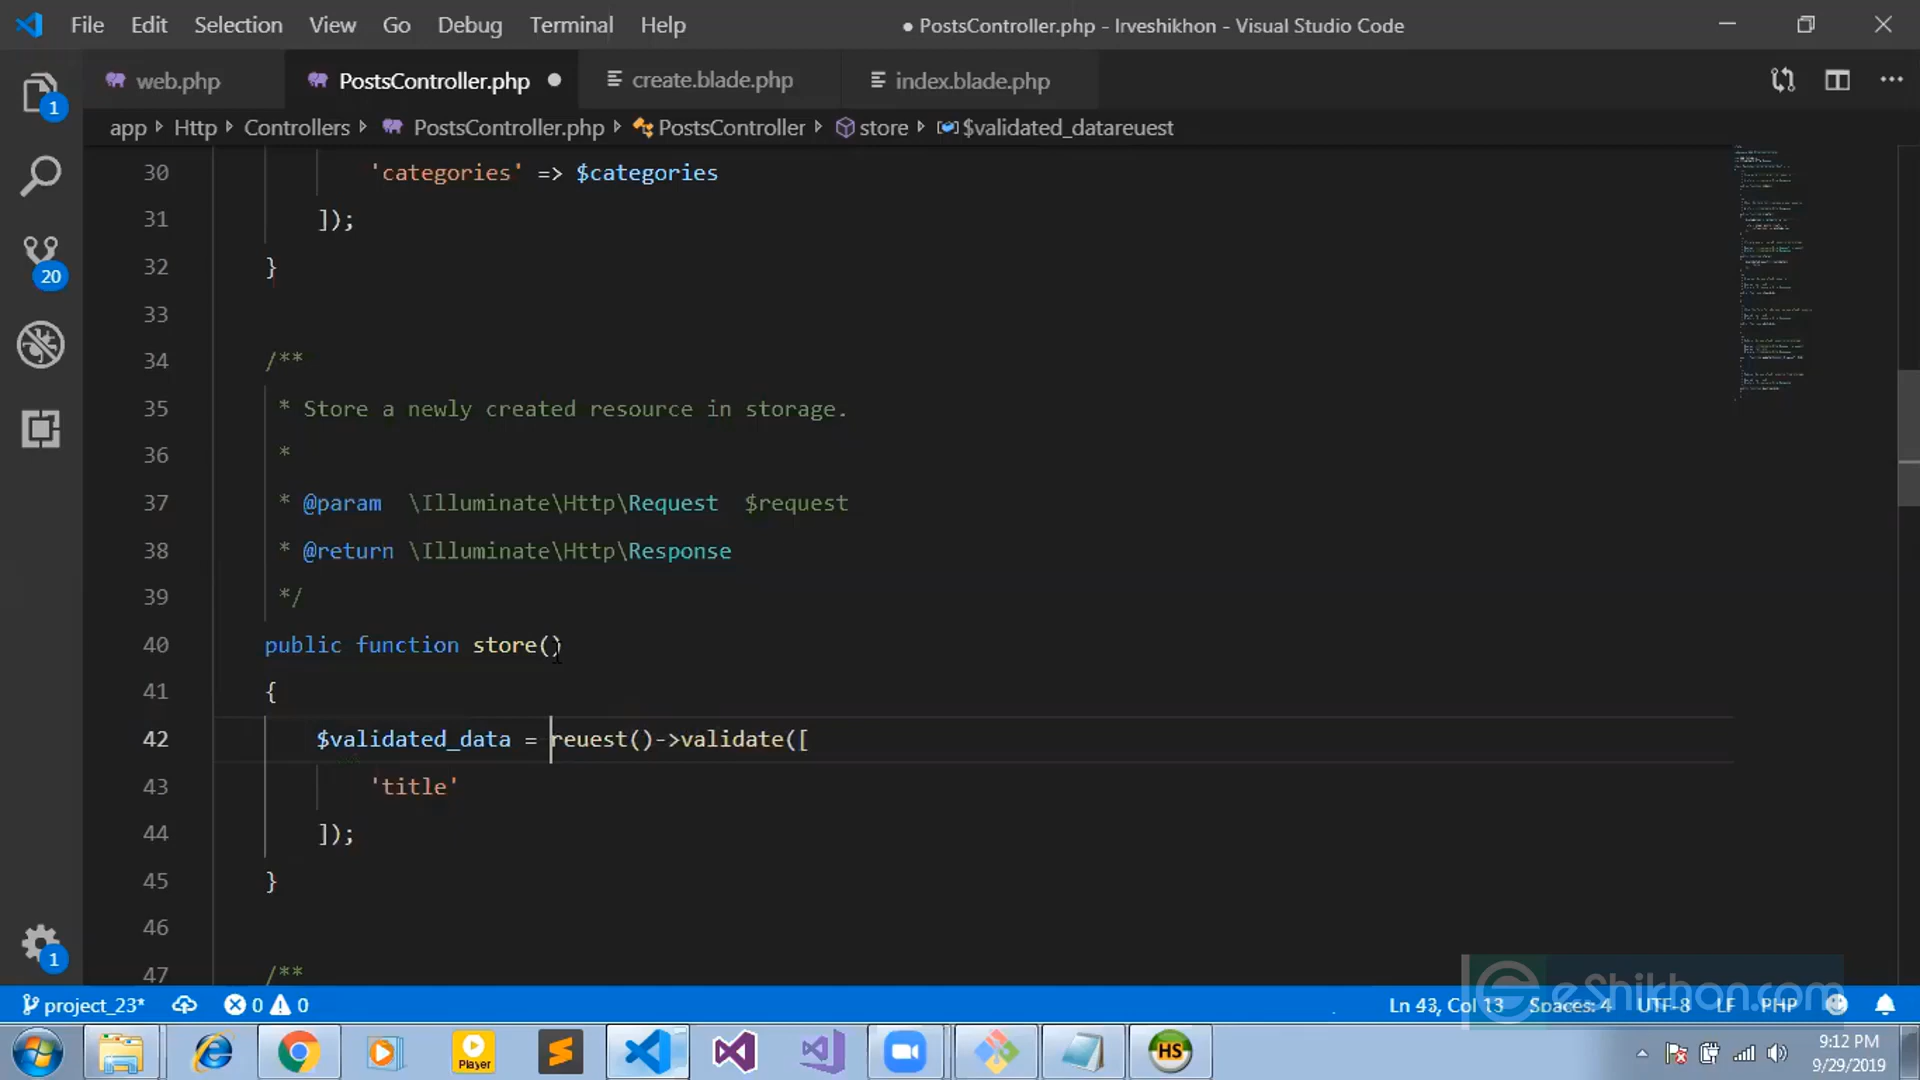 File Edit Selection View Go Debug Terminal Help ● PostsController.php - Irveshikhon - Visual Studio Code
web.php PostsController.php create.blade.php index.blade.php
app Http Controllers PostsController.php PostsController store $validated_datareuest
30 'categories' => $categories
31 ]);
32 }
33
34 /**
35 * Store a newly created resource in storage.
36 *
37 * @param \Illuminate\Http\Request $request
38 * @return \Illuminate\Http\Response
39 */
40 public function store()
41 {
42 $validated_data = reuest()->validate([
43 'title'
44 ]);
45 }
46
47 /**
1
20
1
eShikhon.com
project_23* 0 0 Ln 43, Col 13 Spaces: 4 UTF-8 LF PHP
Player
HS
9:12 PM
9/29/2019